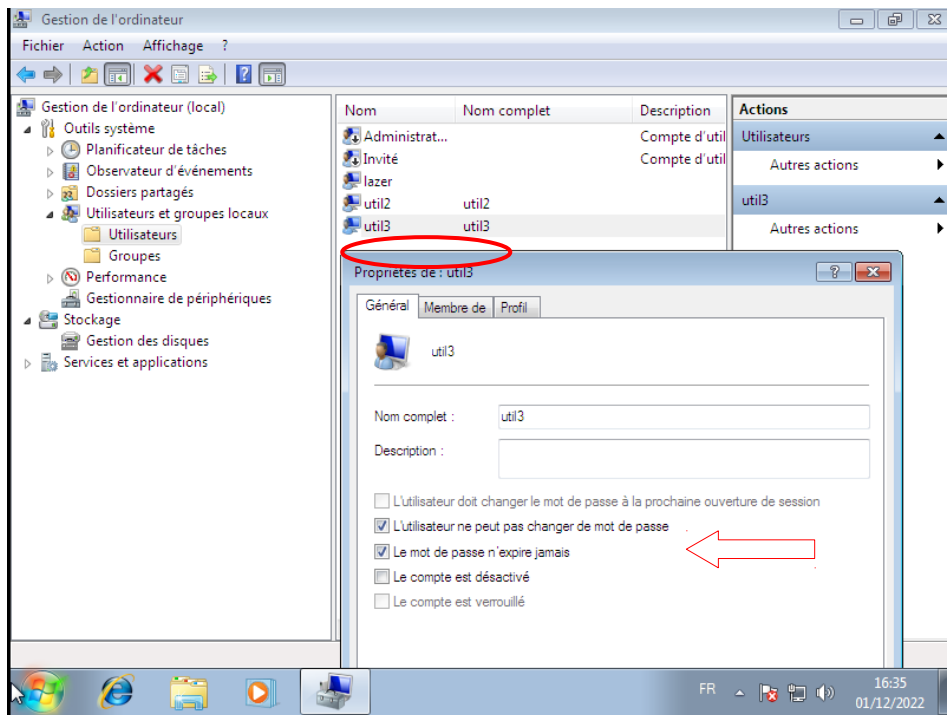 Gestion de l'ordinateur
Fichier Action Affichage ?
Gestion de l'ordinateur (local)
Outils système
Planificateur de tâches
Observateur d'événements
Dossiers partagés
Utilisateurs et groupes locaux
Utilisateurs
Groupes
Performance
Gestionnaire de périphériques
Stockage
Gestion des disques
Services et applications
Nom Nom complet Description
Administrat... Compte d'util
Invité Compte d'util
lazer
util2 util2
util3 util3
Actions
Utilisateurs
Autres actions
util3
Autres actions
Propriétés de : util3
Général Membre de Profil
util3
Nom complet : util3
Description :
L'utilisateur doit changer le mot de passe à la prochaine ouverture de session
L'utilisateur ne peut pas changer de mot de passe
Le mot de passe n'expire jamais
Le compte est désactivé
Le compte est verrouillé
FR 16:35
01/12/2022